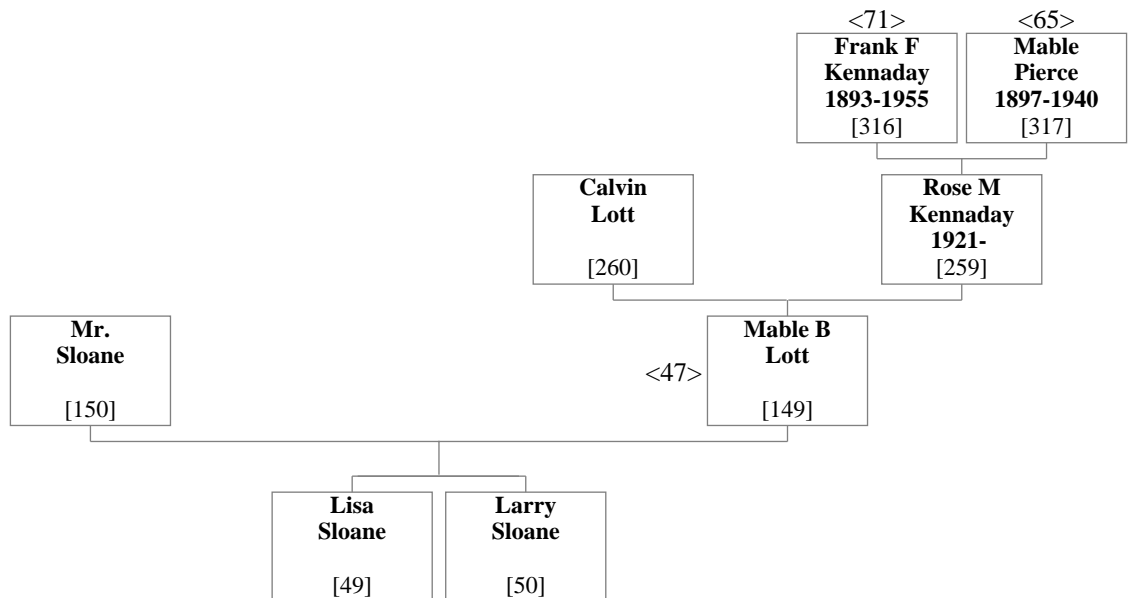 <71>
<65>
Frank F
Kennaday
1893-1955
[316]
Mable
Pierce
1897-1940
[317]
Calvin
Lott
[260]
Rose M
Kennaday
1921-
[259]
Mr.
Sloane
[150]
<47>
Mable B
Lott
[149]
Lisa
Sloane
[49]
Larry
Sloane
[50]